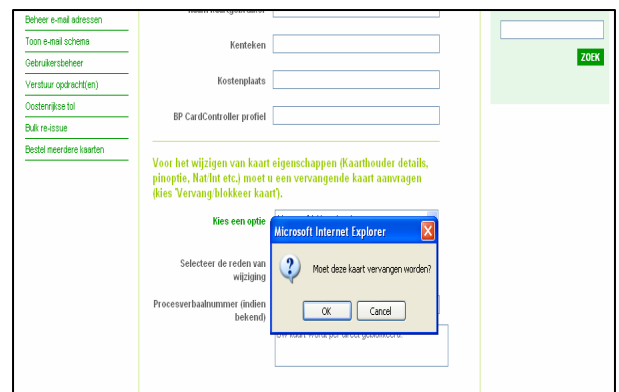 Beheer e-mail adressen
Toon e-mail schema
Gebruikersbeheer
Verstuur opdracht(en)
Oostenrijkse tol
Bulk re-issue
Bestel meerdere kaarten
Kenteken
Kostenplaats
BP CardController profiel
Voor het wijzigen van kaart eigenschappen (Kaarthouder details,
pinoptie, Nat/Int etc.) moet u een vervangende kaart aanvragen
(kies 'Vervang/blokkeer kaart').
Kies een optie
Selecteer de reden van
wijziging
Procesverbaalnummer (indien
bekend)
Microsoft Internet Explorer
Moet deze kaart vervangen worden?
OK
Cancel
ZOEK